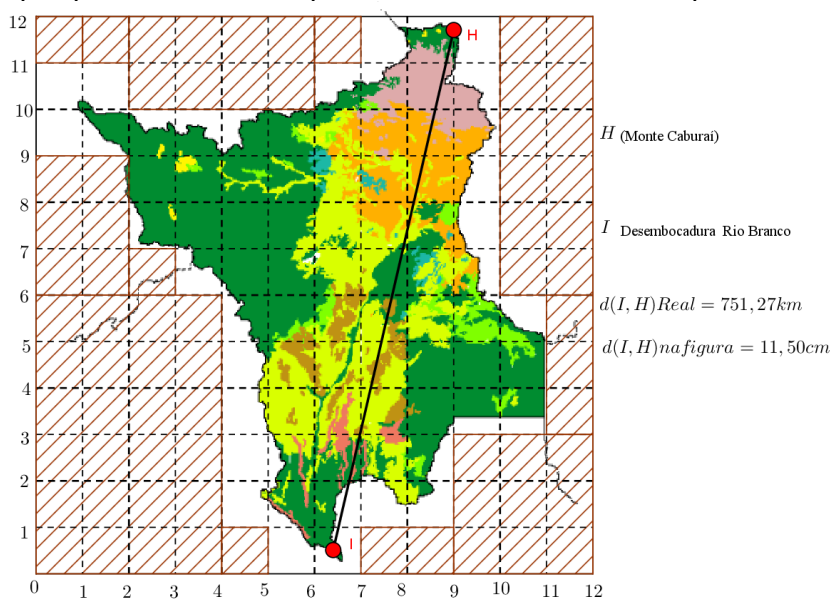 12
11
10
9
8
7
6
5
4
3
2
1
0 1 2 3 4 5 6 7 8 9 10 11 12
H
I
H (Monte Caburaí)
I Desembocadura Rio Branco
d(I, H)Real = 751, 27km
d(I, H)nafigura = 11, 50cm